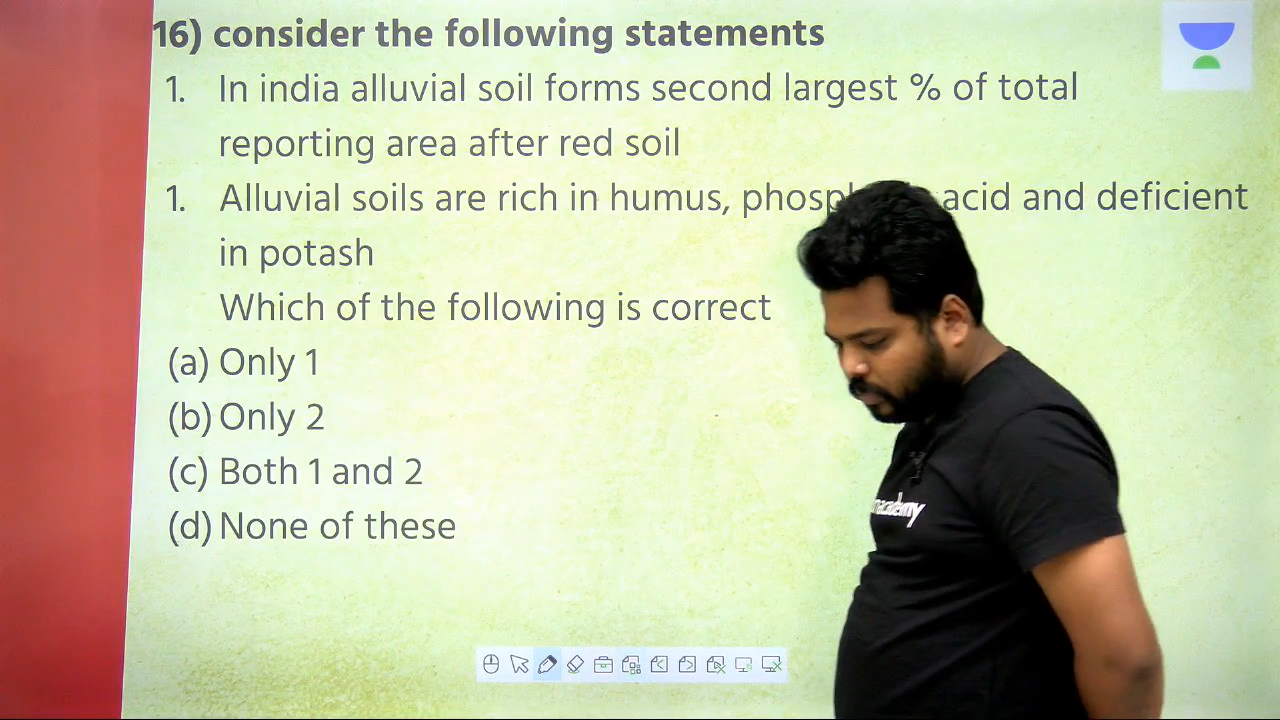 16) consider the following statements
1. In india alluvial soil forms second largest % of total
reporting area after red soil
1. Alluvial soils are rich in humus, acid and deficient
in potash
Which of the following is correct
(a) Only 1
(b) Only 2
(c) Both 1 and 2
(d) None of these